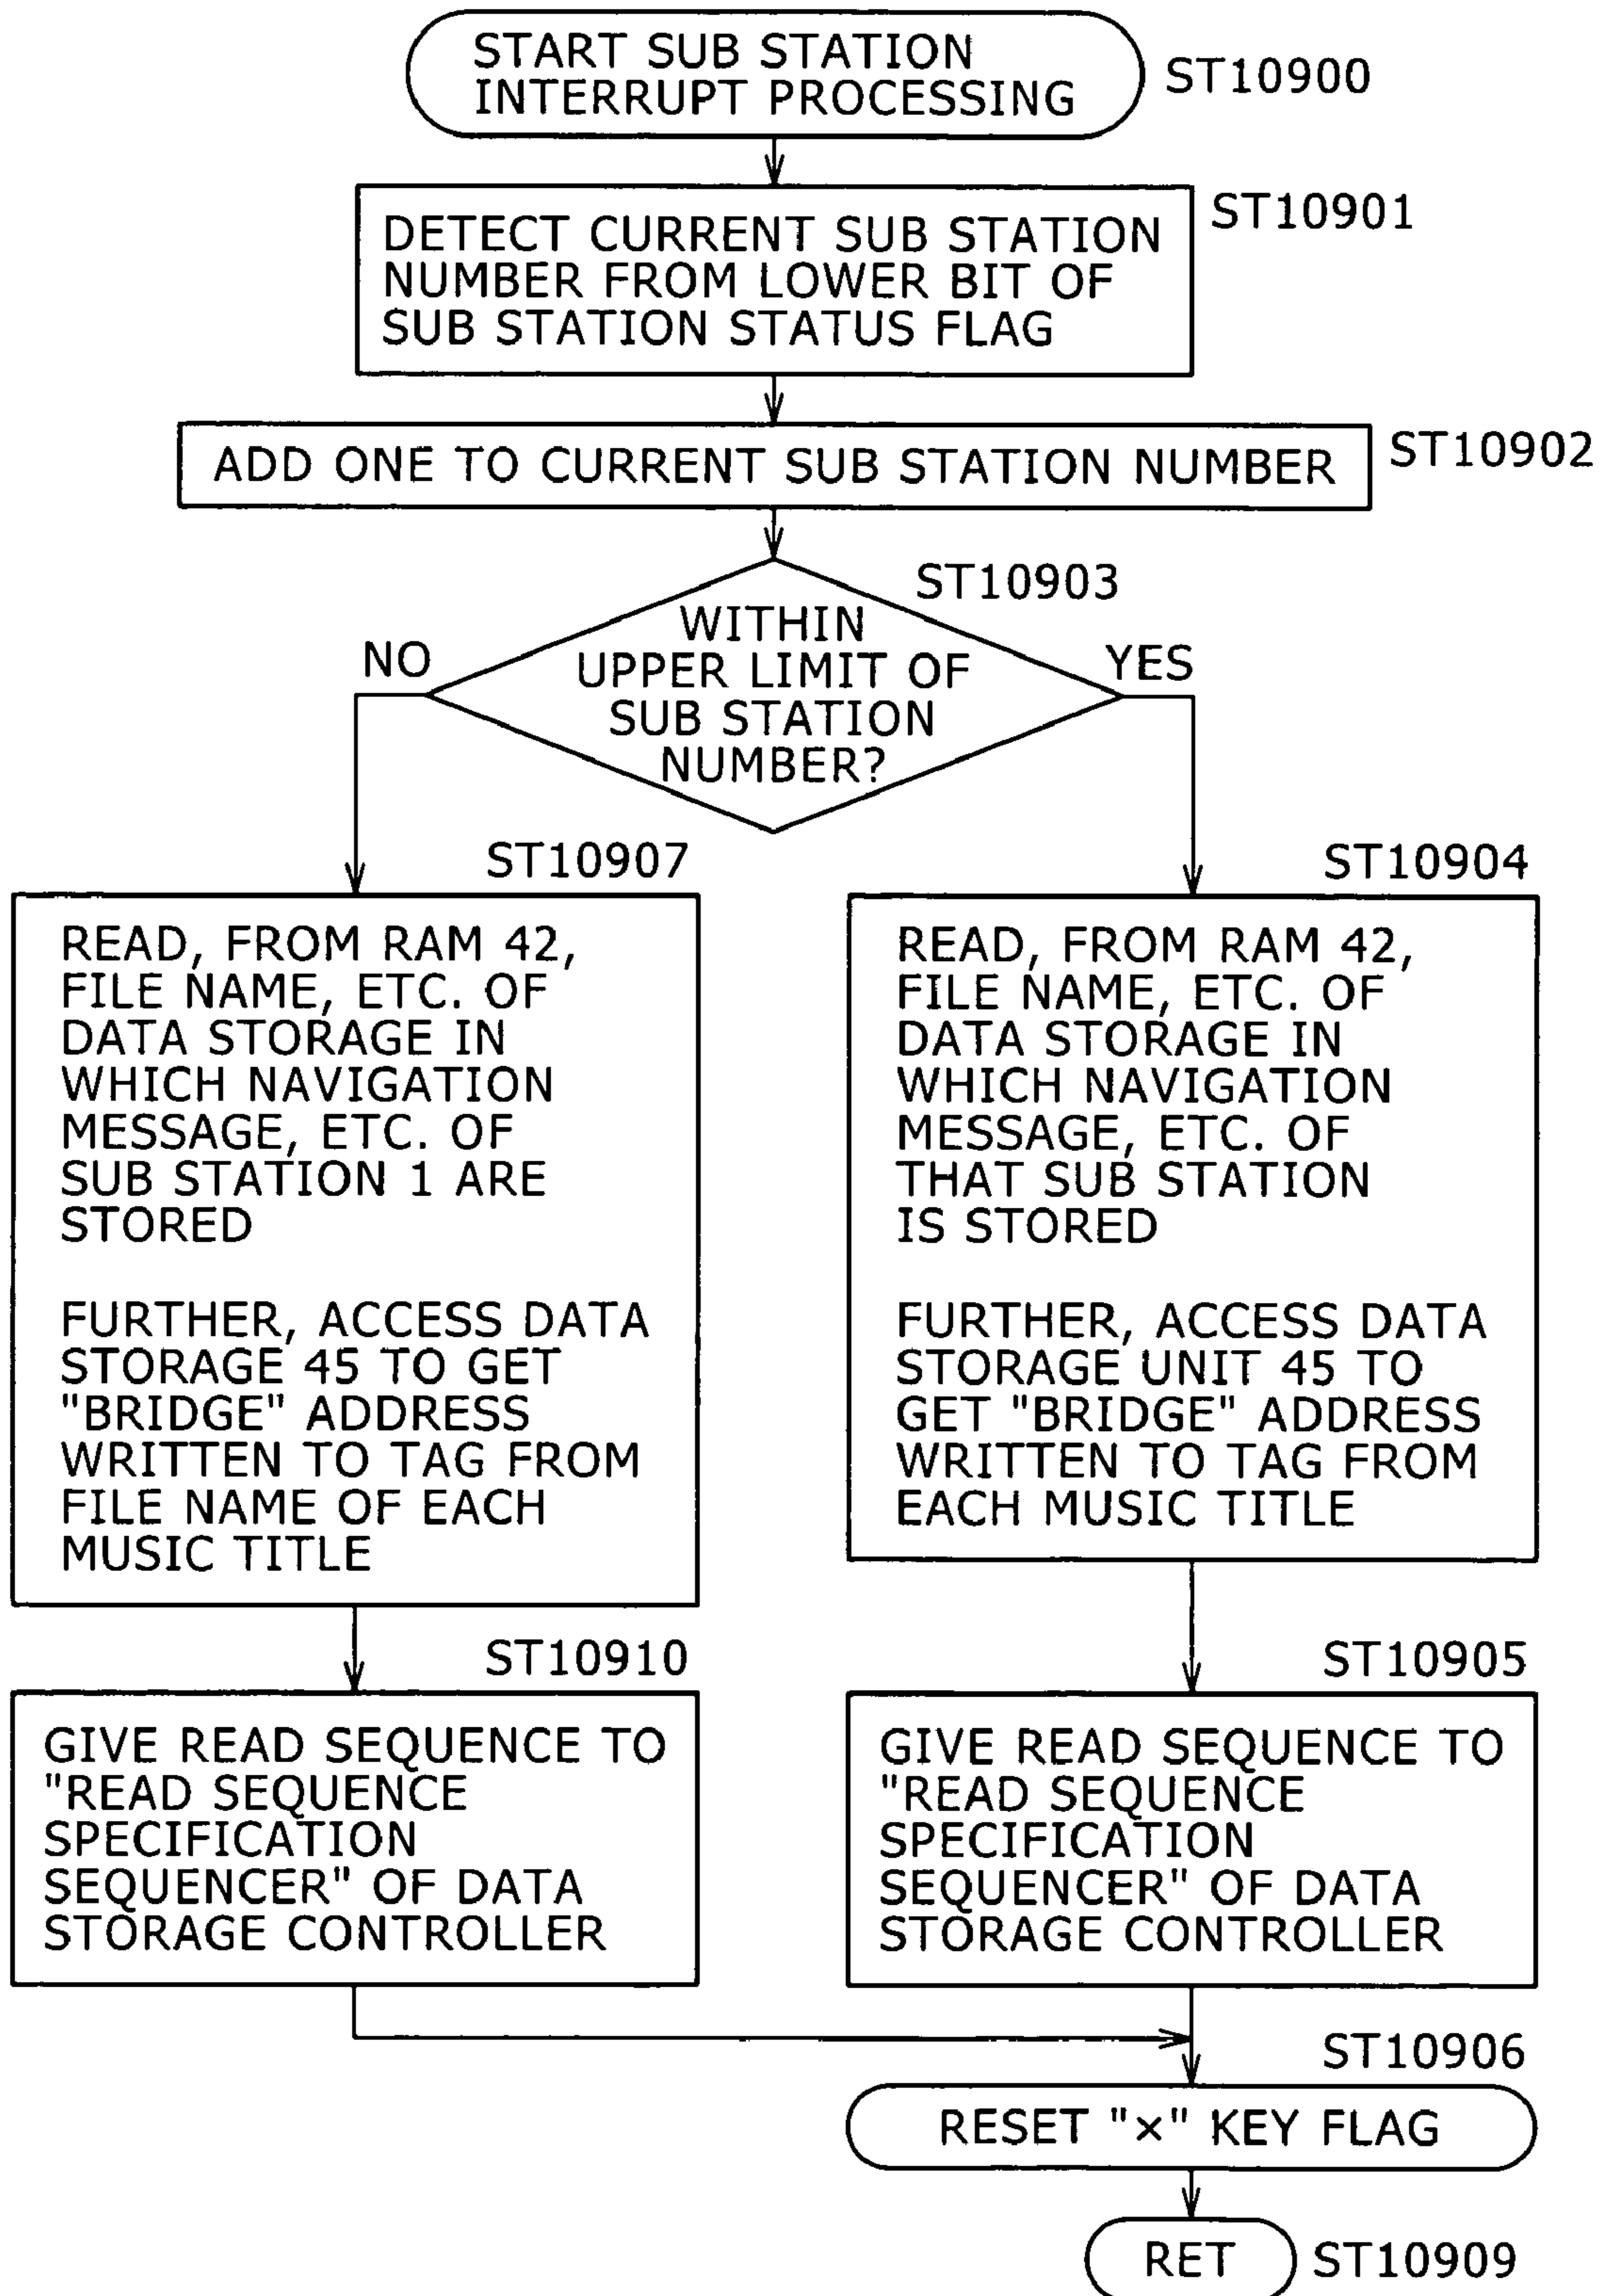 START SUB STATION
INTERRUPT PROCESSING
ST10900
DETECT CURRENT SUB STATION
NUMBER FROM LOWER BIT OF
SUB STATION STATUS FLAG
ST10901
ADD ONE TO CURRENT SUB STATION NUMBER
ST10902
ST10903
WITHIN
UPPER LIMIT OF
SUB STATION
NUMBER?
NO
YES
ST10907
READ, FROM RAM 42,
FILE NAME, ETC. OF
DATA STORAGE IN
WHICH NAVIGATION
MESSAGE, ETC. OF
SUB STATION 1 ARE
STORED
FURTHER, ACCESS DATA
STORAGE 45 TO GET
"BRIDGE" ADDRESS
WRITTEN TO TAG FROM
FILE NAME OF EACH
MUSIC TITLE
ST10904
READ, FROM RAM 42,
FILE NAME, ETC. OF
DATA STORAGE IN
WHICH NAVIGATION
MESSAGE, ETC. OF
THAT SUB STATION
IS STORED
FURTHER, ACCESS DATA
STORAGE UNIT 45 TO
GET "BRIDGE" ADDRESS
WRITTEN TO TAG FROM
EACH MUSIC TITLE
ST10910
GIVE READ SEQUENCE TO
"READ SEQUENCE
SPECIFICATION
SEQUENCER" OF DATA
STORAGE CONTROLLER
ST10905
GIVE READ SEQUENCE TO
"READ SEQUENCE
SPECIFICATION
SEQUENCER" OF DATA
STORAGE CONTROLLER
ST10906
RESET "×" KEY FLAG
RET
ST10909